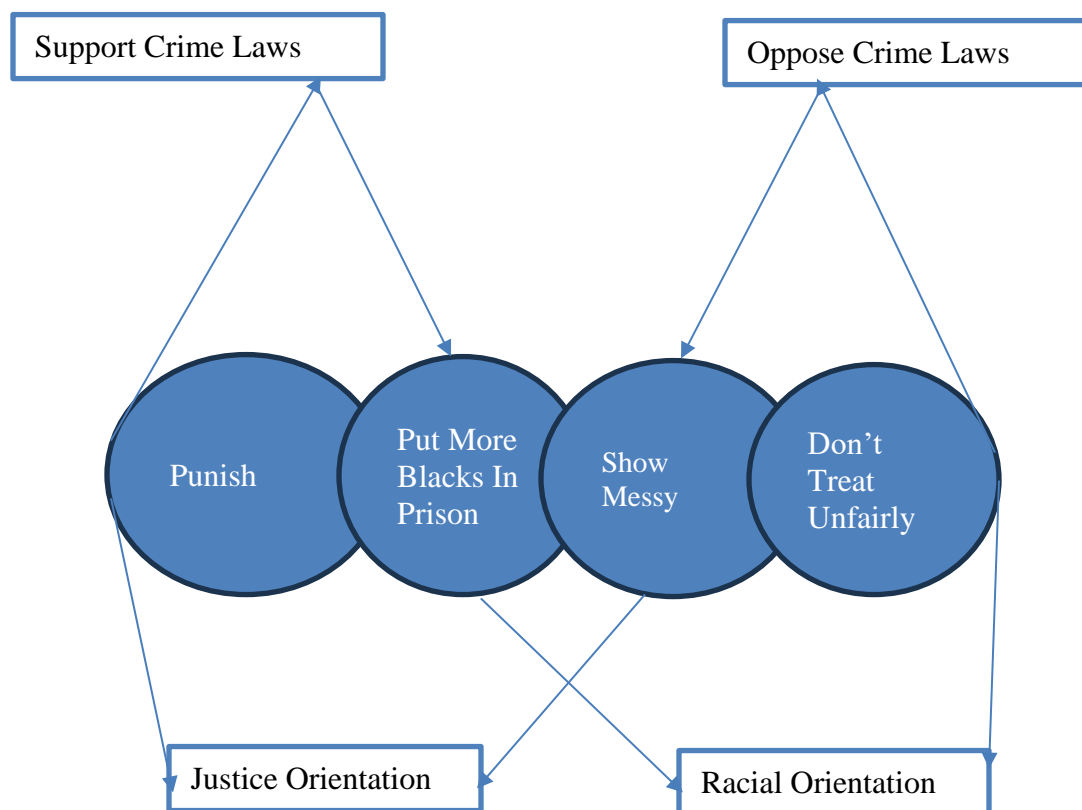 Support Crime Laws
Oppose Crime Laws
Punish
Put More
Blacks In
Prison
Show
Messy
Don’t
Treat
Unfairly
Justice Orientation
Racial Orientation